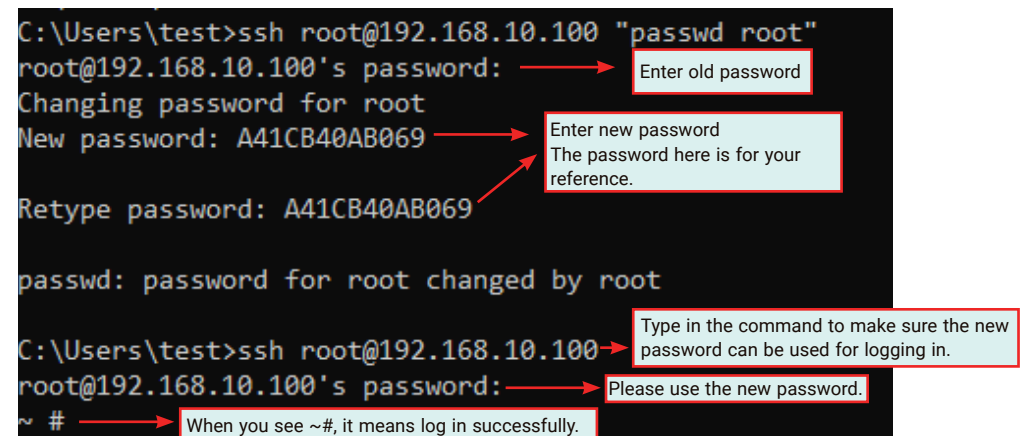 C:\Users\test>ssh root@192.168.10.100 "passwd root"
root@192.168.10.100's password:
Enter old password
Changing password for root
New password: A41CB40AB069
Enter new password
The password here is for your
reference.
Retype password: A41CB40AB069
passwd: password for root changed by root
C:\Users\test>ssh root@192.168.10.100
Type in the command to make sure the new
password can be used for logging in.
root@192.168.10.100's password:
Please use the new password.
~ #
When you see ~#, it means log in successfully.